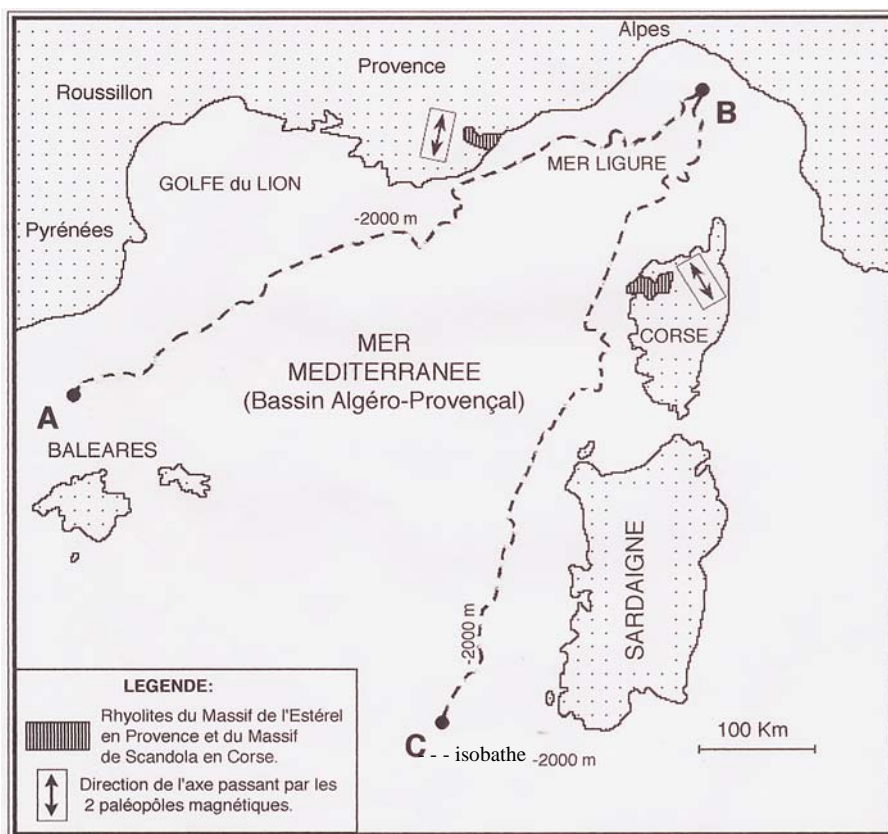 Alpes
Provence
Roussillon
B
MER LIGURE
GOLFE du LION
-2000 m
Pyrénées
CORSE
MER
MEDITERRANEE
(Bassin Algéro-Provençal)
A
BALEARES
SARDAIGNE
-2000 m
LEGENDE:
Rhyolites du Massif de l'Estérel
en Provence et du Massif
de Scandola en Corse.
Direction de l'axe passant par les
2 paléopôles magnétiques.
C
- - - isobathe -2000 m
100 Km